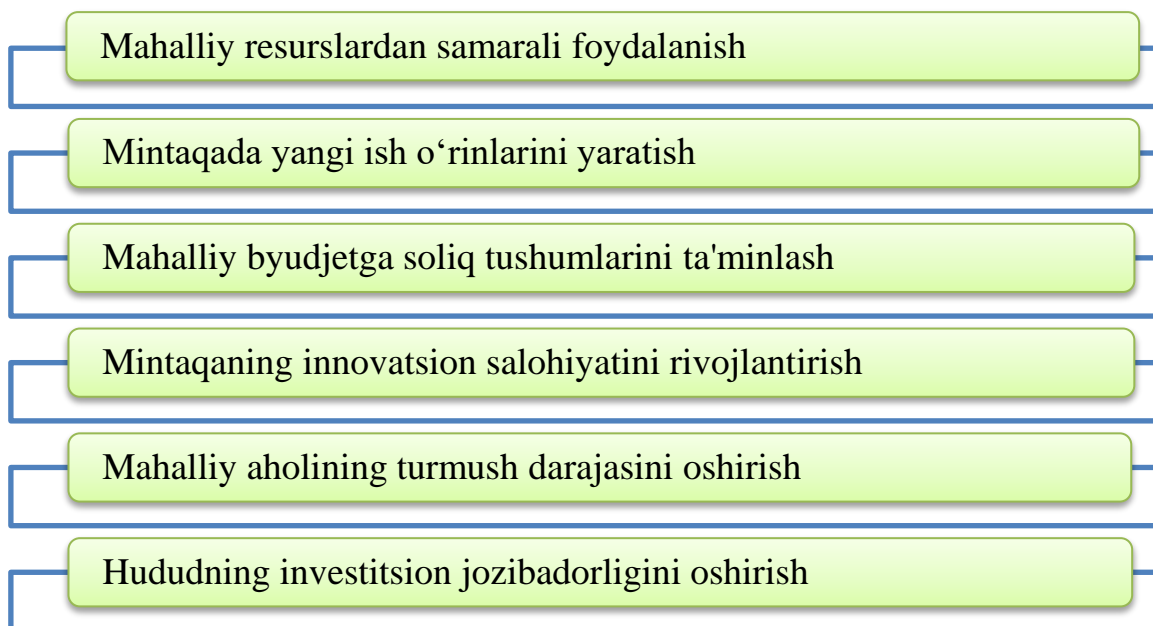 Mahalliy resurslardan samarali foydalanish
Mintaqada yangi ish o‘rinlarini yaratish
Mahalliy byudjetga soliq tushumlarini ta'minlash
Mintaqaning innovatsion salohiyatini rivojlantirish
Mahalliy aholining turmush darajasini oshirish
Hududning investitsion jozibadorligini oshirish